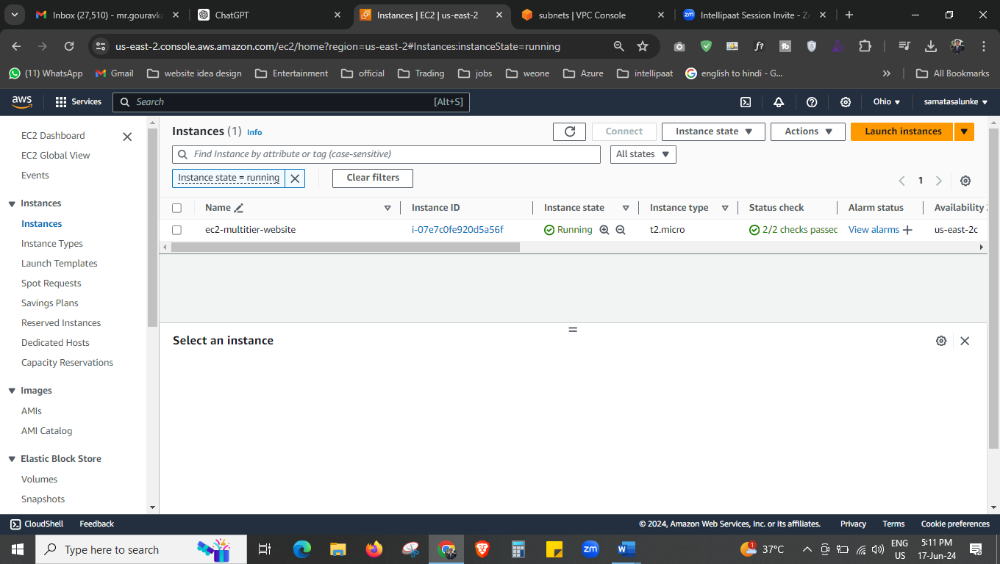 Inbox (27,510) - mr.gouravka
ChatGPT
Instances | EC2 | us-east-2
subnets | VPC Console
Intellipaat Session Invite - Zo
us-east-2.console.aws.amazon.com/ec2/home?region=us-east-2#Instances:instanceState=running
(11) WhatsApp
Gmail
website idea design
Entertainment
official
Trading
jobs
weone
Azure
intellipaat
english to hindi - G...
All Bookmarks
aws
Services
Search
[Alt+S]
Ohio
samatasalunke
EC2 Dashboard
EC2 Global View
Events
Instances
Instances
Instance Types
Launch Templates
Spot Requests
Savings Plans
Reserved Instances
Dedicated Hosts
Capacity Reservations
Images
AMIs
AMI Catalog
Elastic Block Store
Volumes
Snapshots
Instances (1) Info
Connect
Instance state
Actions
Launch instances
Find Instance by attribute or tag (case-sensitive)
All states
Instance state = running
Clear filters
1
Name
Instance ID
Instance state
Instance type
Status check
Alarm status
Availability
ec2-multitier-website
i-07e7c0fe920d5a56f
Running
t2.micro
2/2 checks passed
View alarms
us-east-2c
Select an instance
CloudShell
Feedback
© 2024, Amazon Web Services, Inc. or its affiliates.
Privacy
Terms
Cookie preferences
Type here to search
zm
37°C
ENG
US
5:11 PM
17-Jun-24